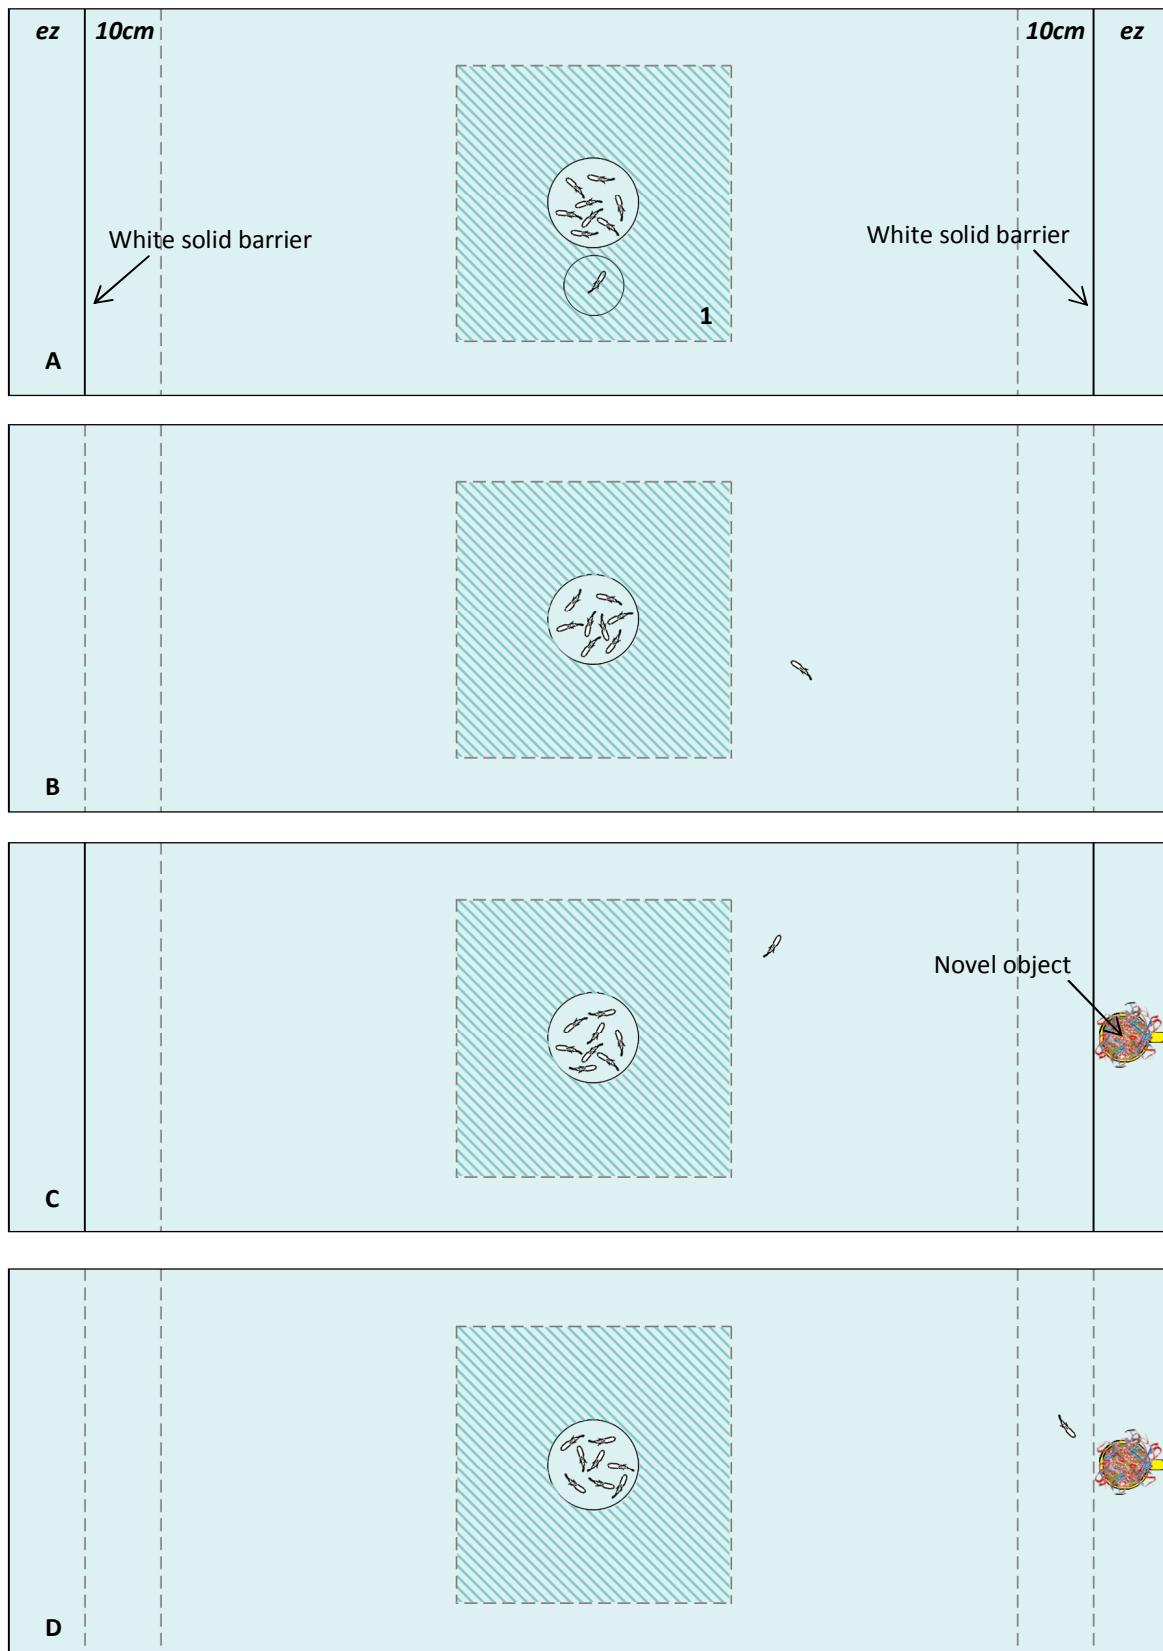 ez 10cm 10cm ez
White solid barrier White solid barrier
1
A
B
Novel object
C
D